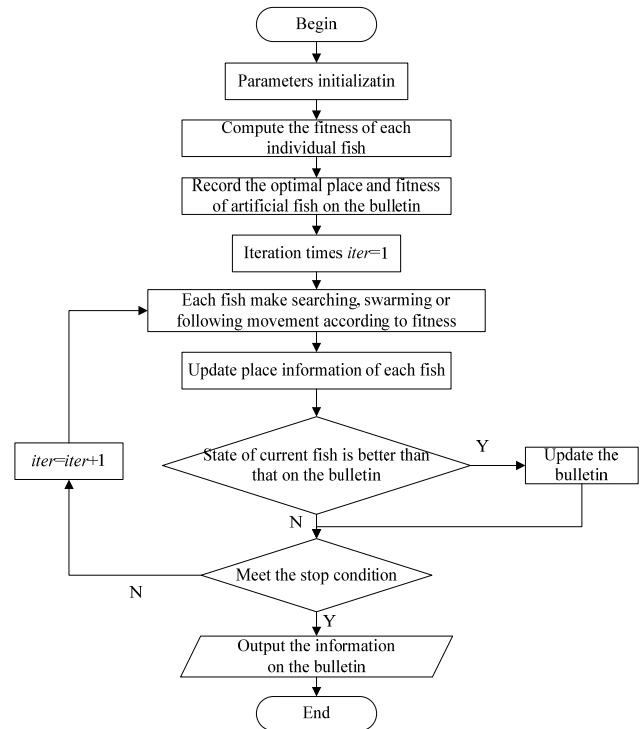 Begin
Parameters initializatin
Compute the fitness of each
individual fish
Record the optimal place and fitness
of artificial fish on the bulletin
Iteration times iter=1
Each fish make searching, swarming or
following movement according to fitness
Update place information of each fish
State of current fish is better than
that on the bulletin
Y
Update the
bulletin
iter=iter+1
N
Meet the stop condition
N
Y
Output the information
on the bulletin
End